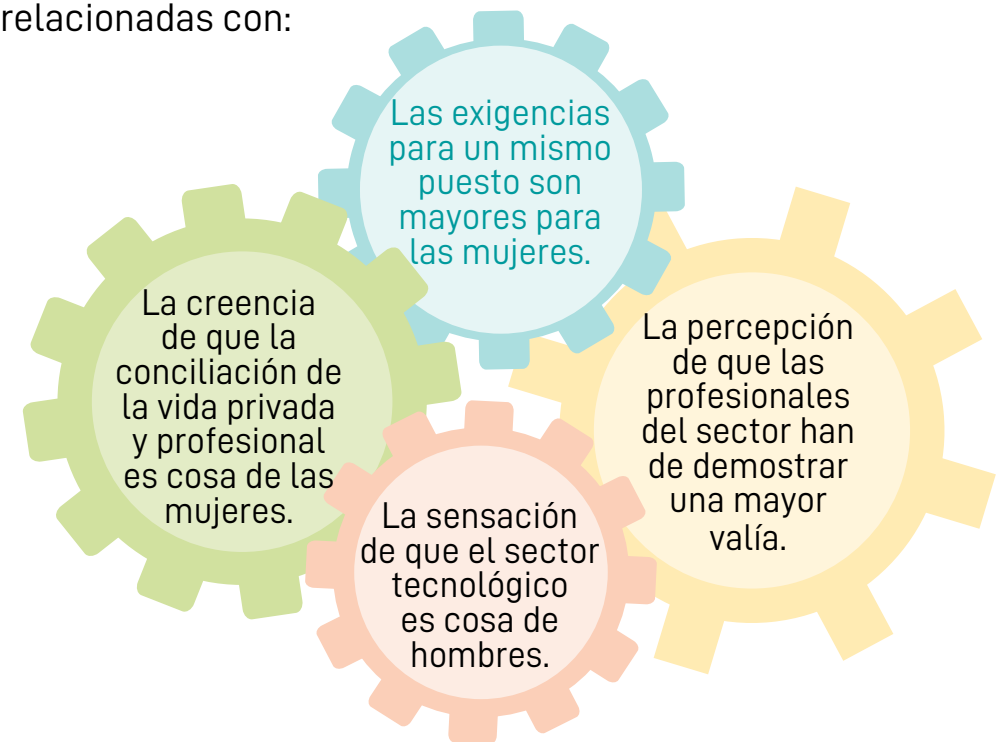 relacionadas con:
Las exigencias
para un mismo
puesto son
mayores para
las mujeres.
La creencia
de que la
conciliación de
la vida privada
y profesional
es cosa de las
mujeres.
La percepción
de que las
profesionales
del sector han
de demostrar
una mayor
valía.
La sensación
de que el sector
tecnológico
es cosa de
hombres.